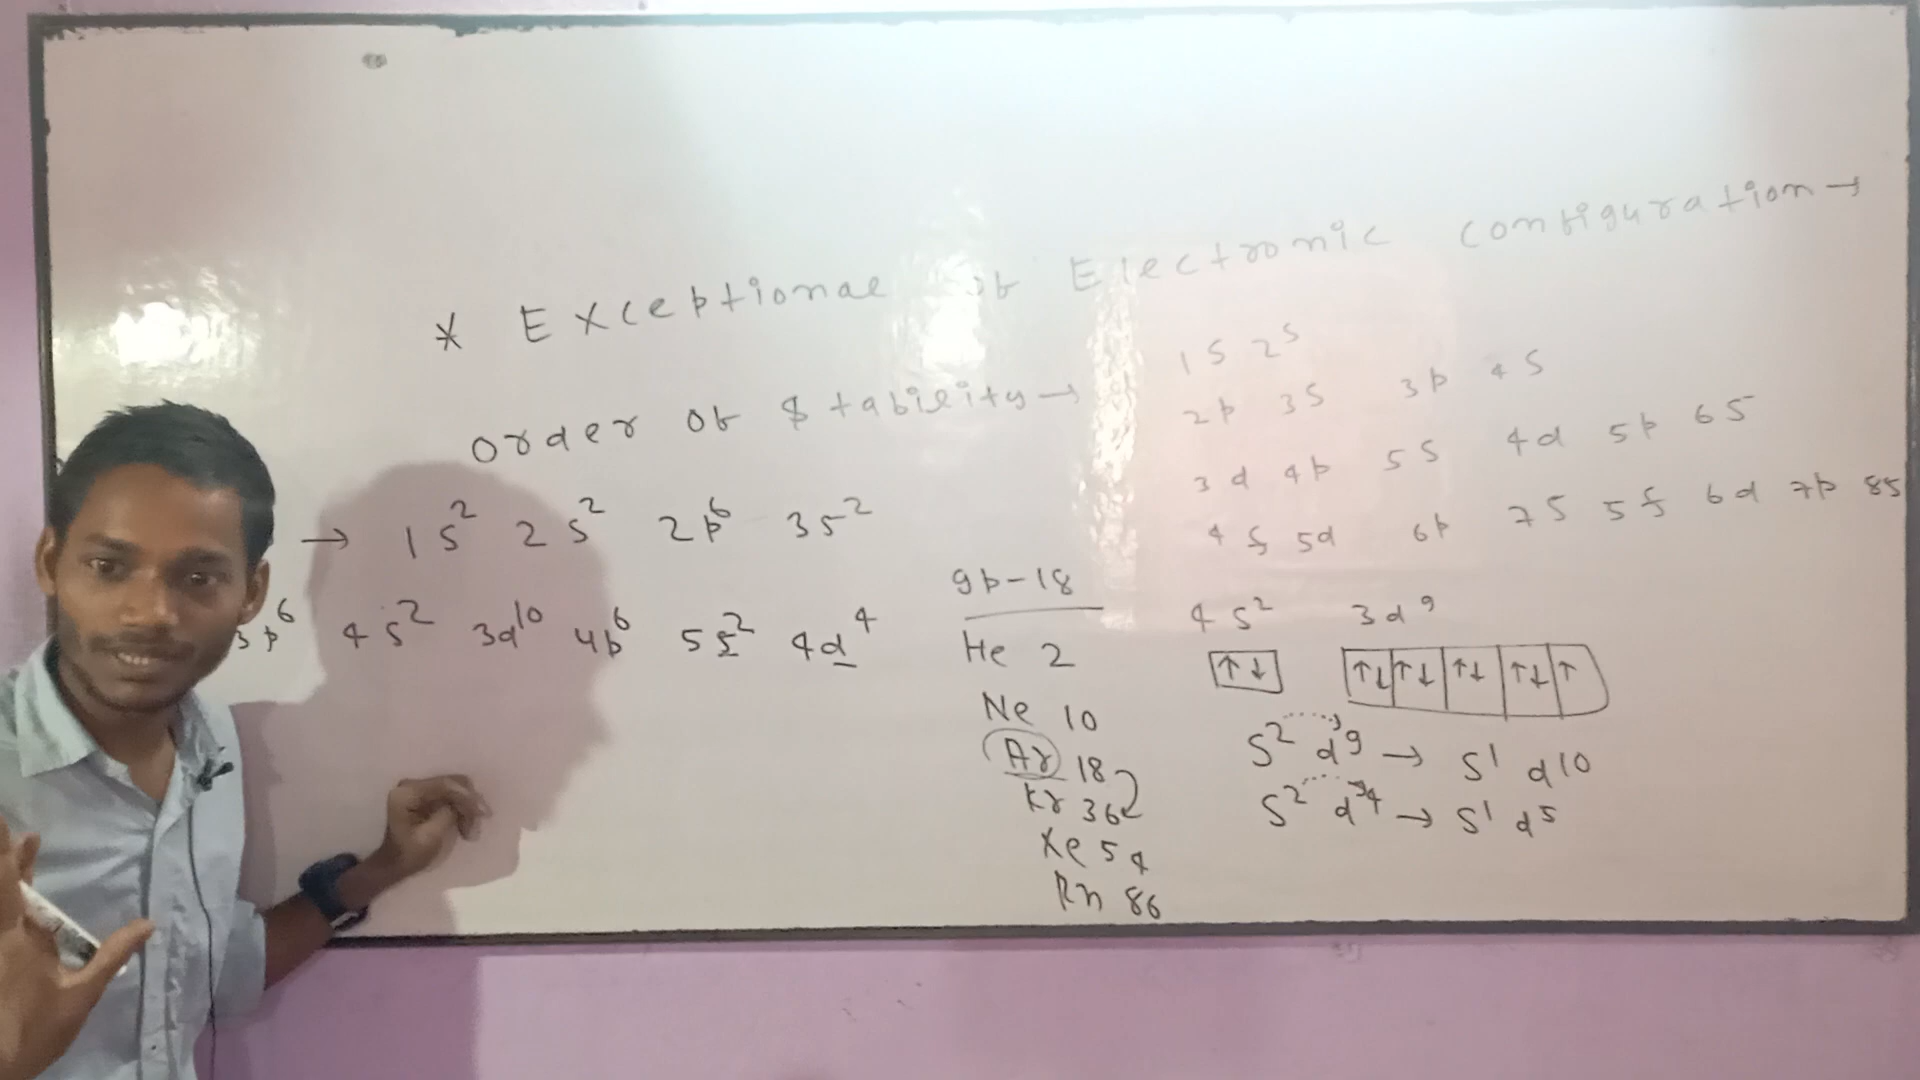 * Exceptional of Electronic configuration →
order of Stability →
1s 2s
2p 3s 3p 4s
3d 4p 5s 4d 5p 6s
4f 5d 6p 7s 5f 6d 7p 8s
→ 1s² 2s² 2p⁶ 3s²
3p⁶ 4s² 3d¹⁰ 4p⁶ 5s² 4d⁴
gp-18
He 2
Ne 10
Ar 18
Kr 36
Xe 54
Rn 86
4s² 3d⁹
↑↓ ↑↓ ↑↓ ↑↓ ↑↓ ↑
s² d⁹ → s¹ d¹⁰
s² d⁴ → s¹ d⁵